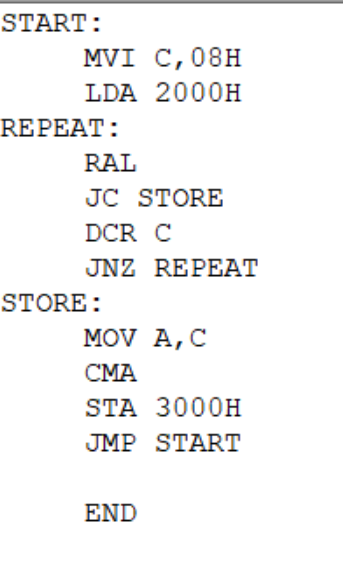 START:
MVI C,08H
LDA 2000H
REPEAT:
RAL
JC STORE
DCR C
JNZ REPEAT
STORE:
MOV A,C
CMA
STA 3000H
JMP START
END